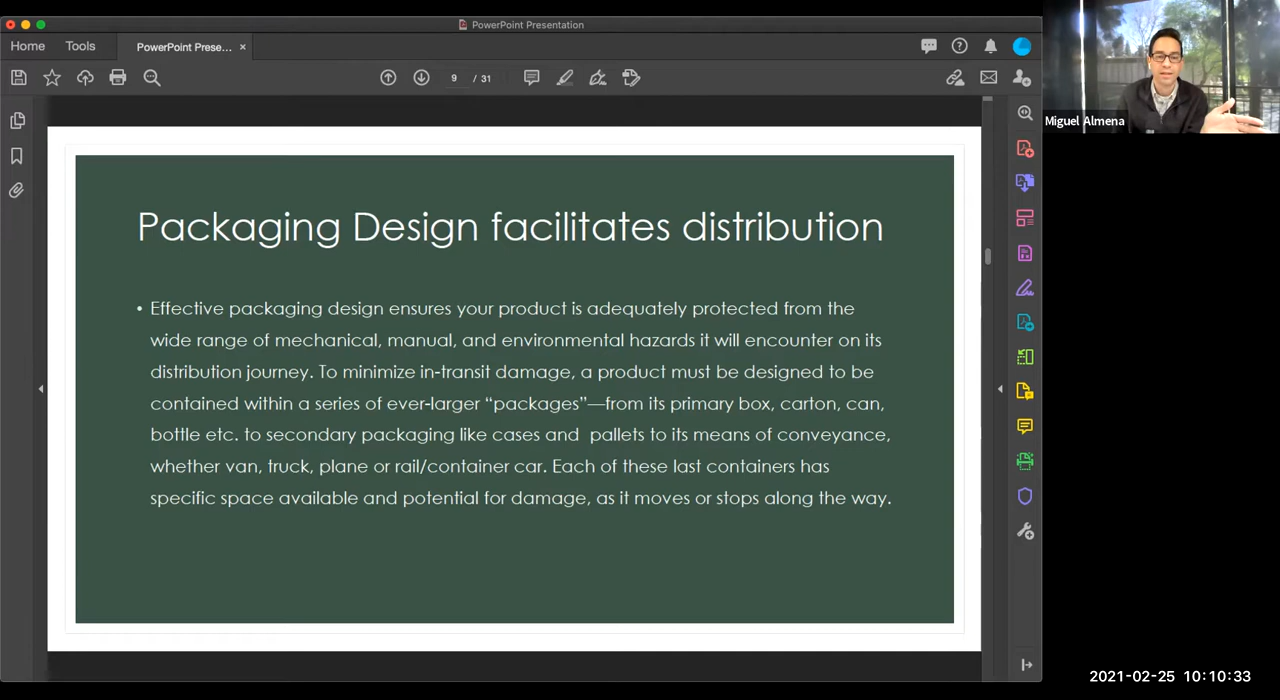 PowerPoint Presentation
Home
Tools
PowerPoint Prese...
9 / 31
Miguel Almena
Packaging Design facilitates distribution
• Effective packaging design ensures your product is adequately protected from the
wide range of mechanical, manual, and environmental hazards it will encounter on its
distribution journey. To minimize in-transit damage, a product must be designed to be
contained within a series of ever-larger “packages”—from its primary box, carton, can,
bottle etc. to secondary packaging like cases and  pallets to its means of conveyance,
whether van, truck, plane or rail/container car. Each of these last containers has
specific space available and potential for damage, as it moves or stops along the way.
2021-02-25 10:10:33